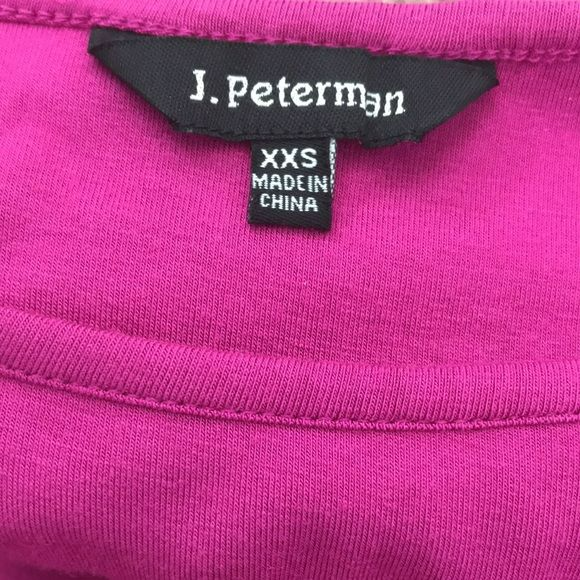 J. Peterman
XXS
MADE IN
CHINA